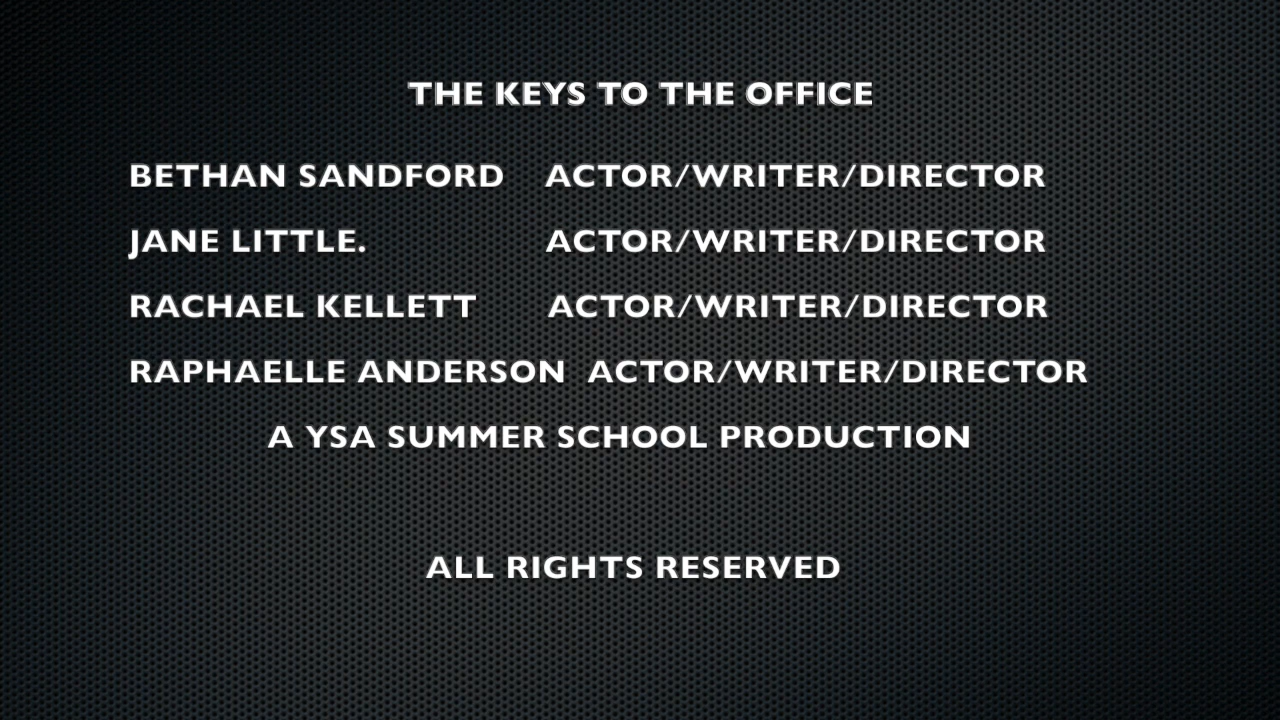 THE KEYS TO THE OFFICE
BETHAN SANDFORD ACTOR/WRITER/DIRECTOR
JANE LITTLE. ACTOR/WRITER/DIRECTOR
RACHAEL KELLETT ACTOR/WRITER/DIRECTOR
RAPHAELLE ANDERSON ACTOR/WRITER/DIRECTOR
A YSA SUMMER SCHOOL PRODUCTION
ALL RIGHTS RESERVED